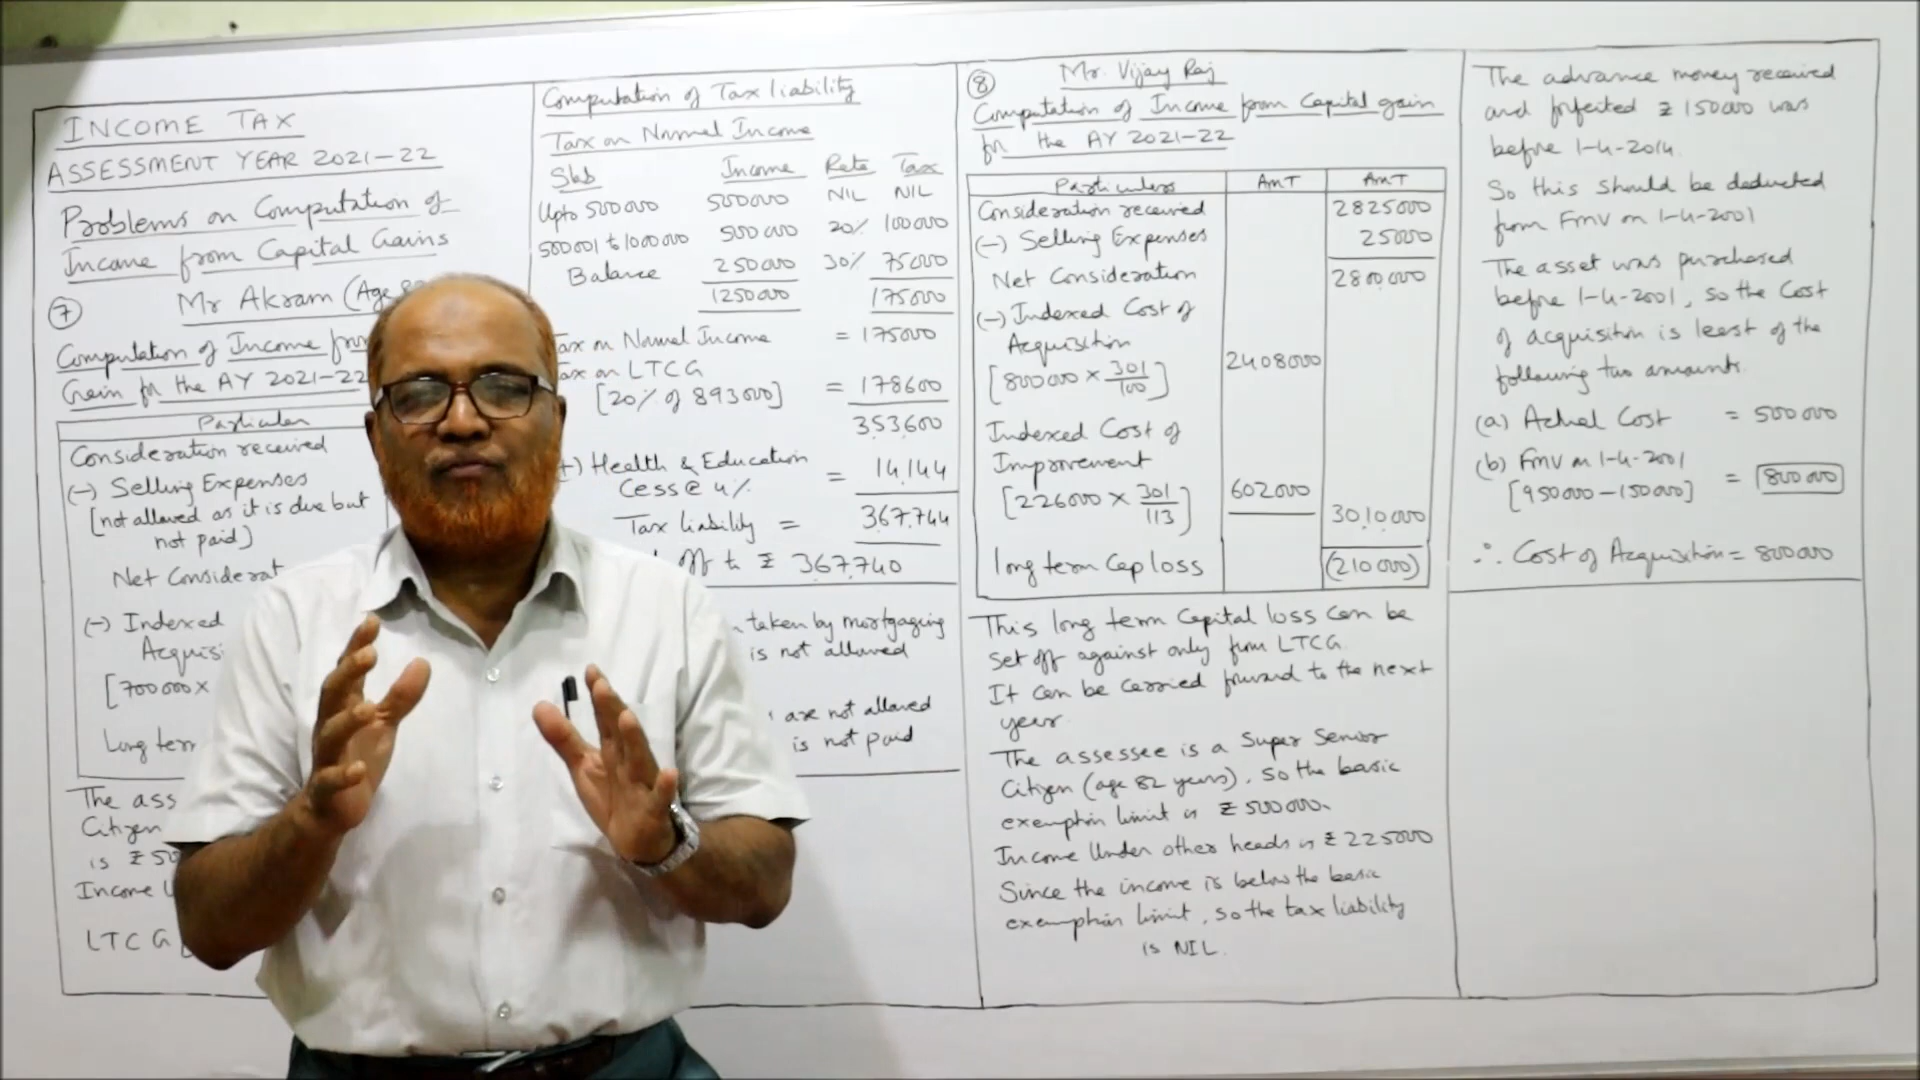 INCOME TAX
ASSESSMENT YEAR 2021-22
Problems on Computation of
Income from Capital Gains
7
Mr Akram (Age
Computation of Income from
Gain for the AY 2021-22
Particular
Consideration received
(-) Selling Expenses
[not allowed as it is due but
not paid]
Net Considerat
(-) Indexed
Acquis
[700000 ×
Long term
The ass
Citizen
is ₹ 50
Income U
LTCG
Computation of Tax liability
Tax on Normal Income
Slab Income Rate Tax
Upto 500000 500000 NIL NIL
500001 to 1000000 500000 20% 100000
Balance 250000 30% 75000
1250000 175000
Tax on Normal Income = 175000
Tax on LTCG
[20% of 893000] = 178600
353600
(+) Health & Education
Cess @ 4% = 14,144
Tax liability = 367,744
off to ₹ 367,740
taken by mortgaging
is not allowed
are not allowed
is not paid
8
Mr. Vijay Raj
Computation of Income from Capital gain
for the AY 2021-22
Particulars AMT AMT
Consideration received 2825000
(-) Selling Expenses 25000
Net Consideration 2800000
(-) Indexed Cost of
Acquisition
[800000 × 301/100] 2408000
Indexed Cost of
Improvement
[226000 × 301/113] 602000 3010000
long term Cap loss (210000)
This long term Capital loss can be
Set off against only from LTCG.
It can be carried forward to the next
year.
The assessee is a Super Senior
Citizen (age 82 years), so the basic
exemption limit is ₹ 500000.
Income Under other heads is ₹ 225000
Since the income is below the basic
exemption limit, so the tax liability
is NIL.
The advance money received
and forfeited ₹ 150000 was
before 1-4-2014.
So this should be deducted
from FMV on 1-4-2001
The asset was purchased
before 1-4-2001, so the Cost
of acquisition is least of the
following two amounts.
(a) Actual Cost = 500000
(b) FMV on 1-4-2001
[950000 - 150000] = 800000
∴ Cost of Acquisition = 800000